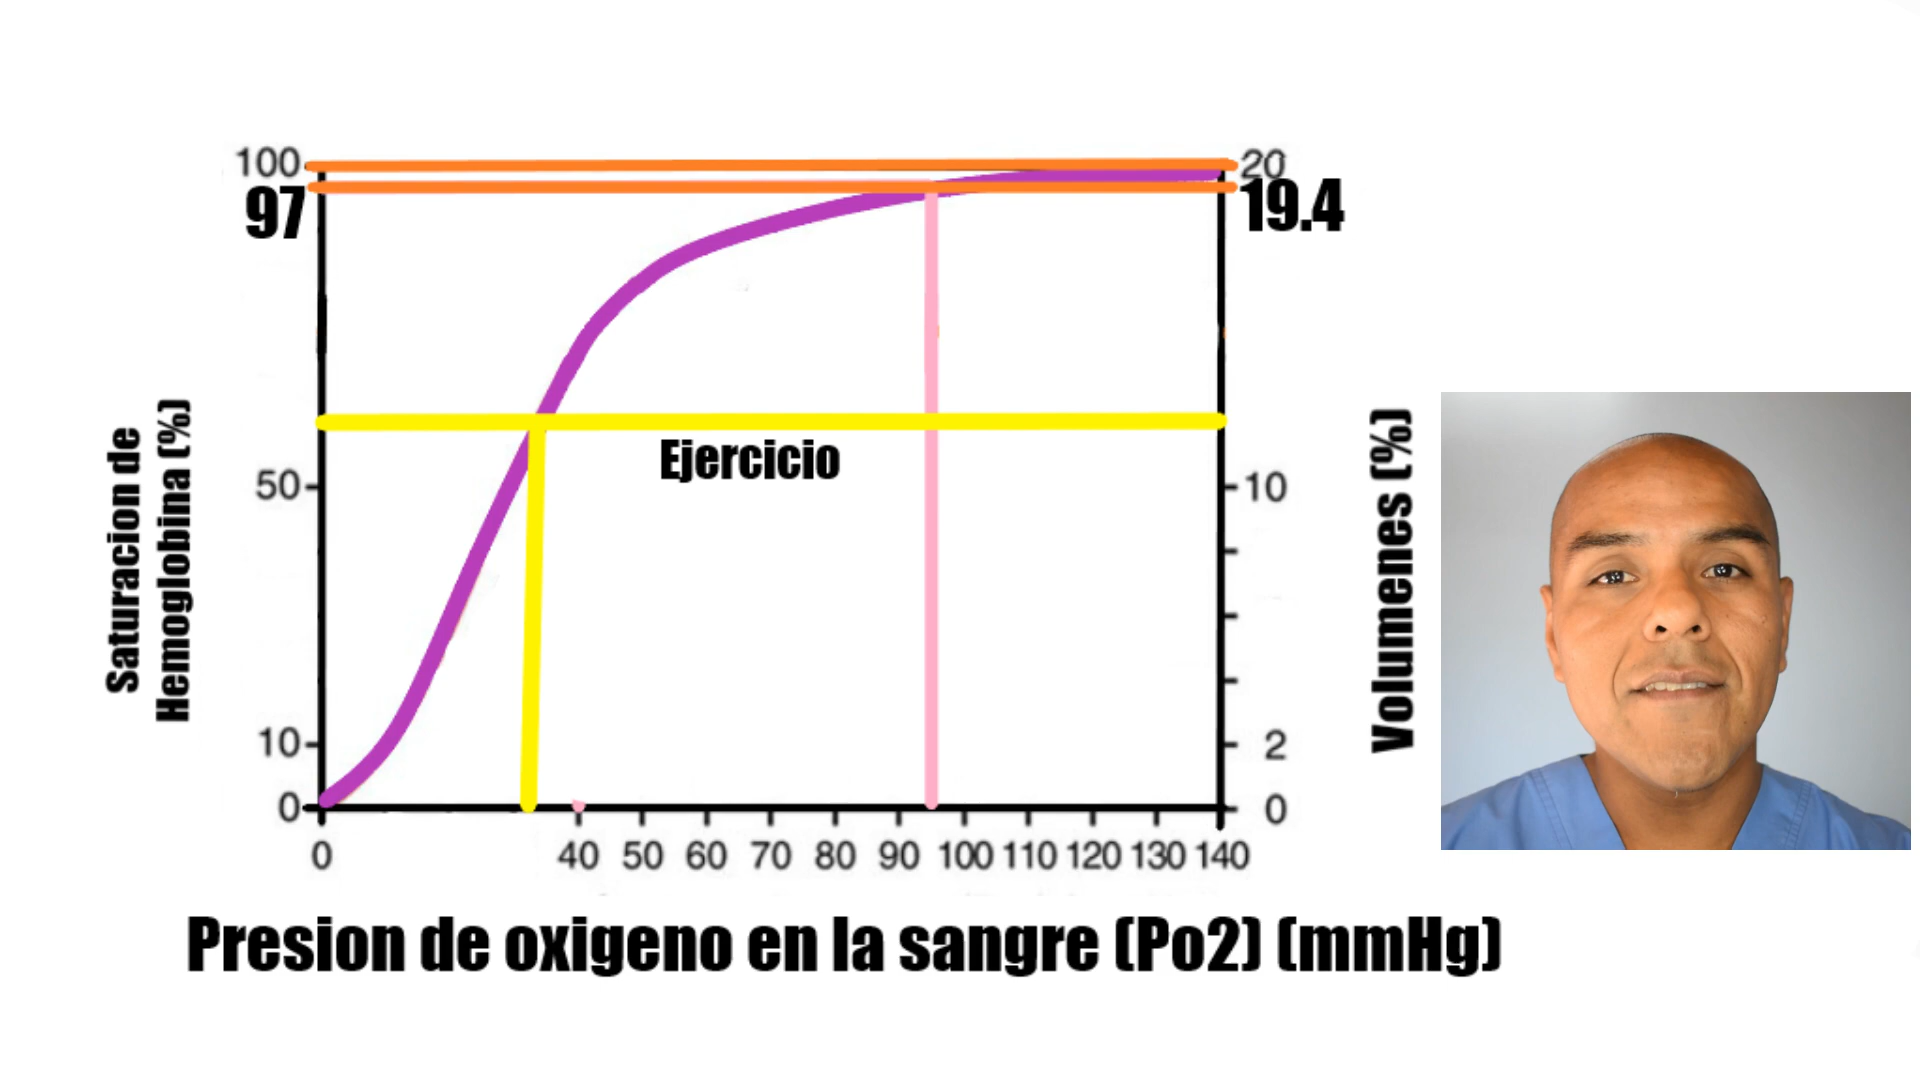 100
97
50
10
0
Saturacion de
Hemoglobina (%)
Ejercicio
20
19.4
10
2
0
Volumenes (%)
0 40 50 60 70 80 90 100 110 120 130 140
Presion de oxigeno en la sangre (Po2) (mmHg)